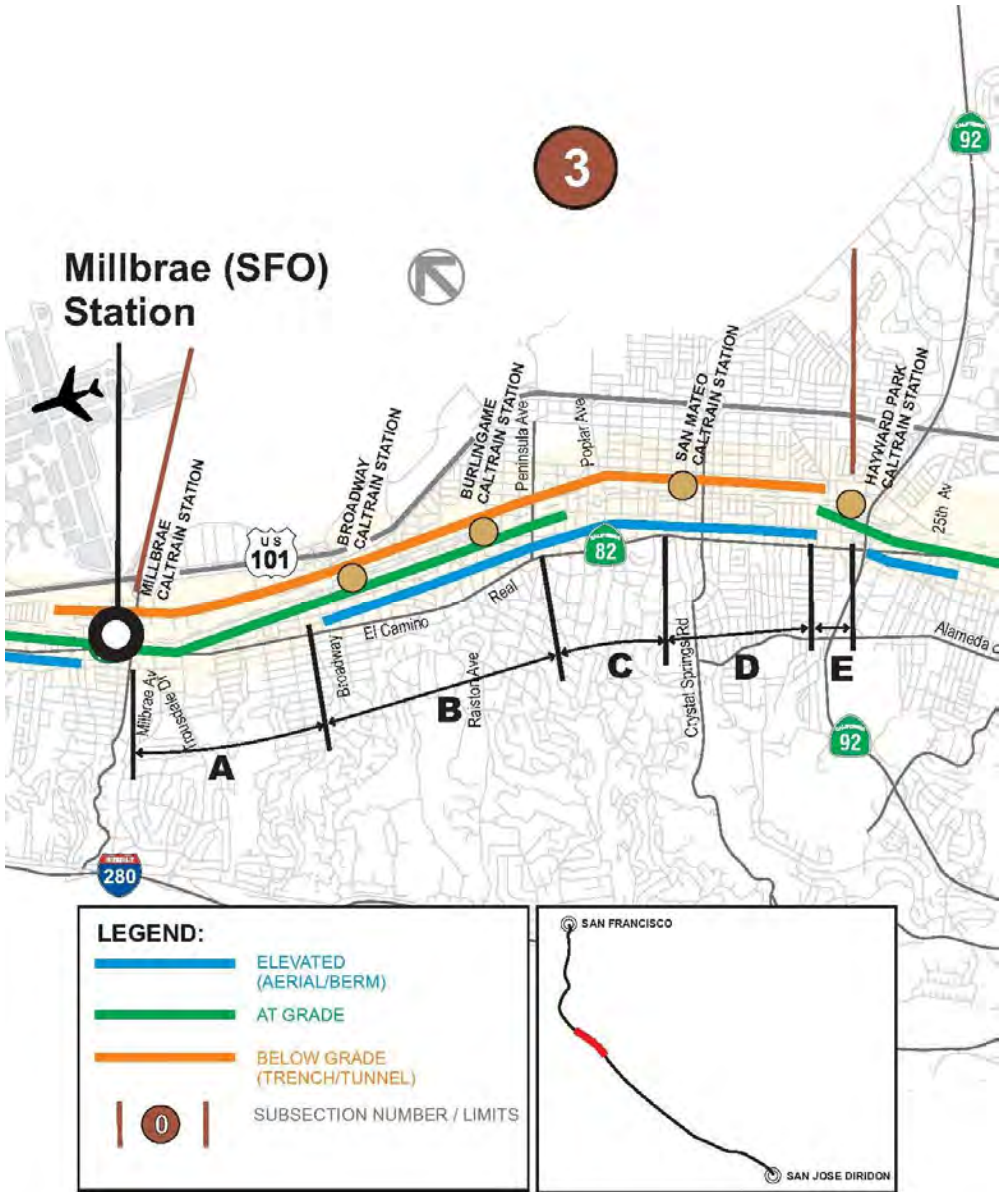 CALIFORNIA
92
3
Millbrae (SFO)
Station
MILLBRAE
CALTRAIN STATION
US
101
BROADWAY
CALTRAIN STATION
BURLINGAME
CALTRAIN STATION
Peninsula Ave
Poplar Ave
SAN MATEO
CALTRAIN STATION
HAYWARD PARK
CALTRAIN STATION
25th Av
CALIFORNIA
82
El Camino
Real
Millbrae Av
Trousdale Dr
Broadway
Ralston Ave
Crystal Springs Rd
Alameda
A
B
C
D
E
CALIFORNIA
92
280
LEGEND:
ELEVATED
(AERIAL/BERM)
AT GRADE
BELOW GRADE
(TRENCH/TUNNEL)
0
SUBSECTION NUMBER / LIMITS
SAN FRANCISCO
SAN JOSE DIRIDON